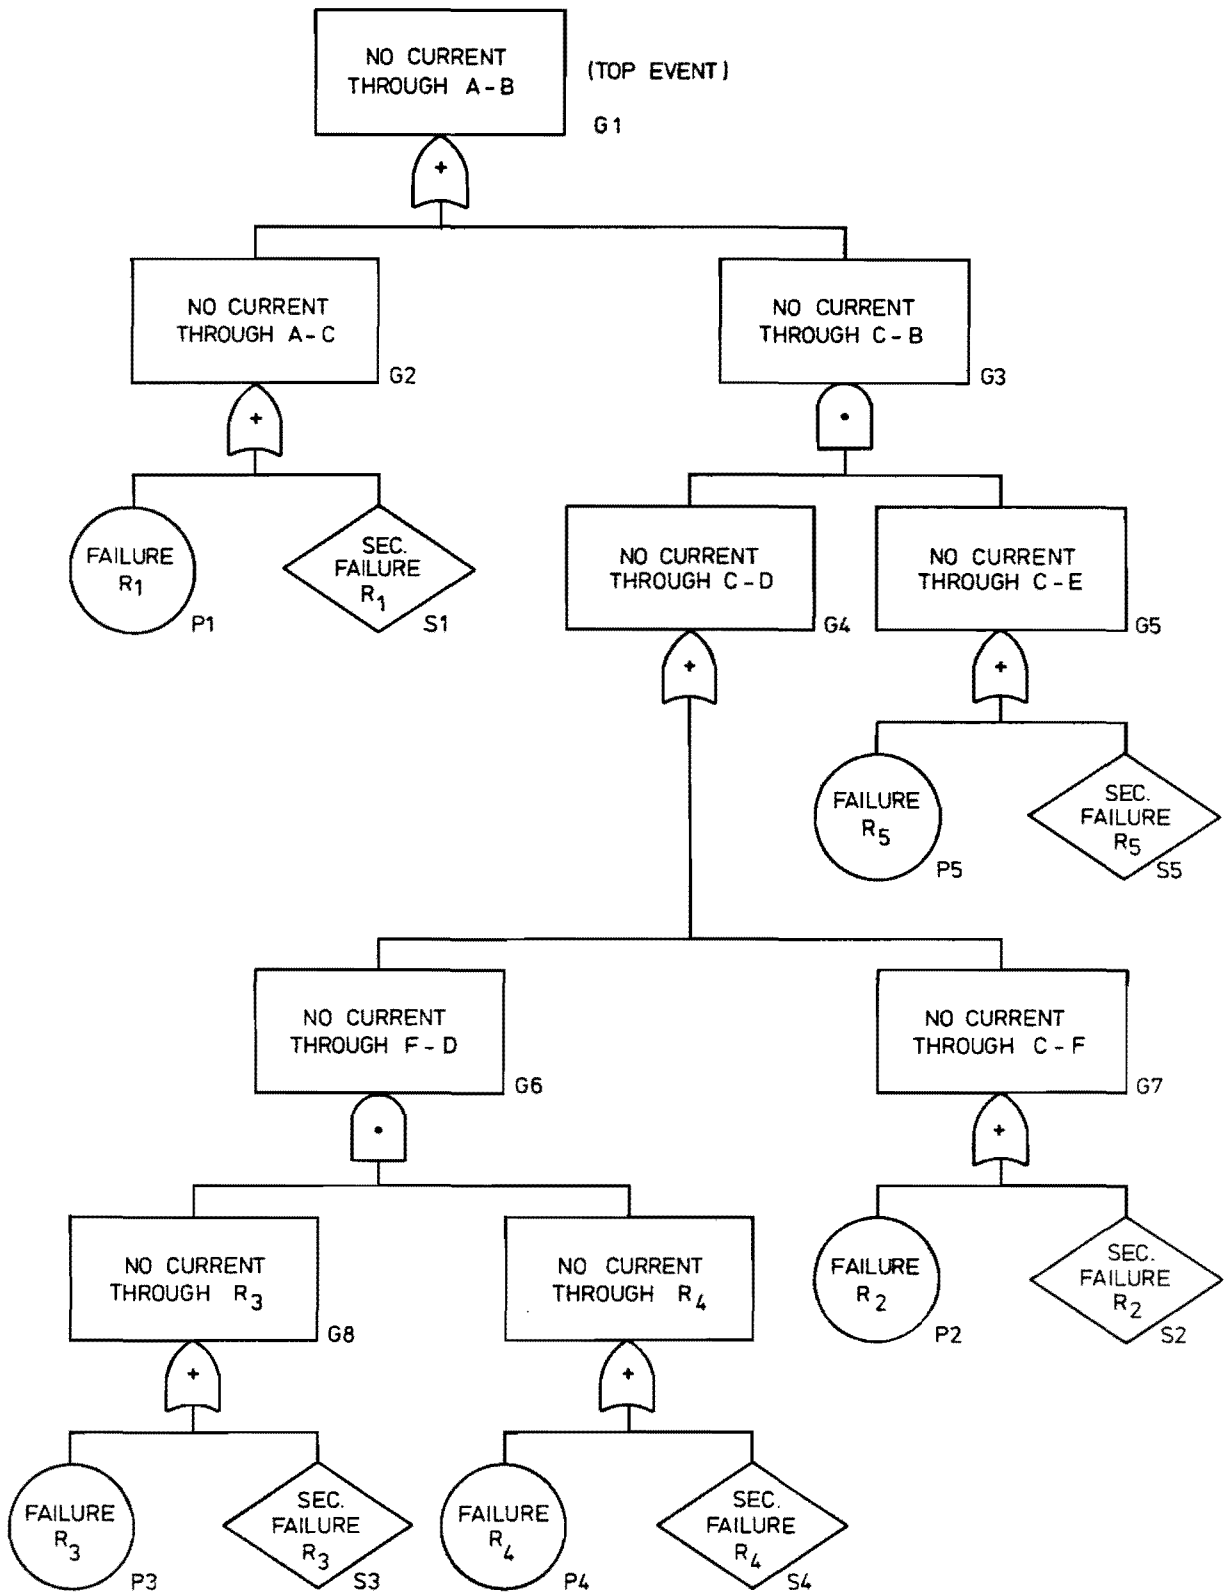 NO CURRENT
THROUGH A-B
(TOP EVENT)
G1
+
NO CURRENT
THROUGH A-C
G2
NO CURRENT
THROUGH C-B
G3
+
•
FAILURE
R1
P1
SEC.
FAILURE
R1
S1
NO CURRENT
THROUGH C-D
G4
NO CURRENT
THROUGH C-E
G5
+
+
FAILURE
R5
P5
SEC.
FAILURE
R5
S5
NO CURRENT
THROUGH F-D
G6
NO CURRENT
THROUGH C-F
G7
•
+
NO CURRENT
THROUGH R3
G8
NO CURRENT
THROUGH R4
FAILURE
R2
P2
SEC.
FAILURE
R2
S2
+
+
FAILURE
R3
P3
SEC.
FAILURE
R3
S3
FAILURE
R4
P4
SEC.
FAILURE
R4
S4